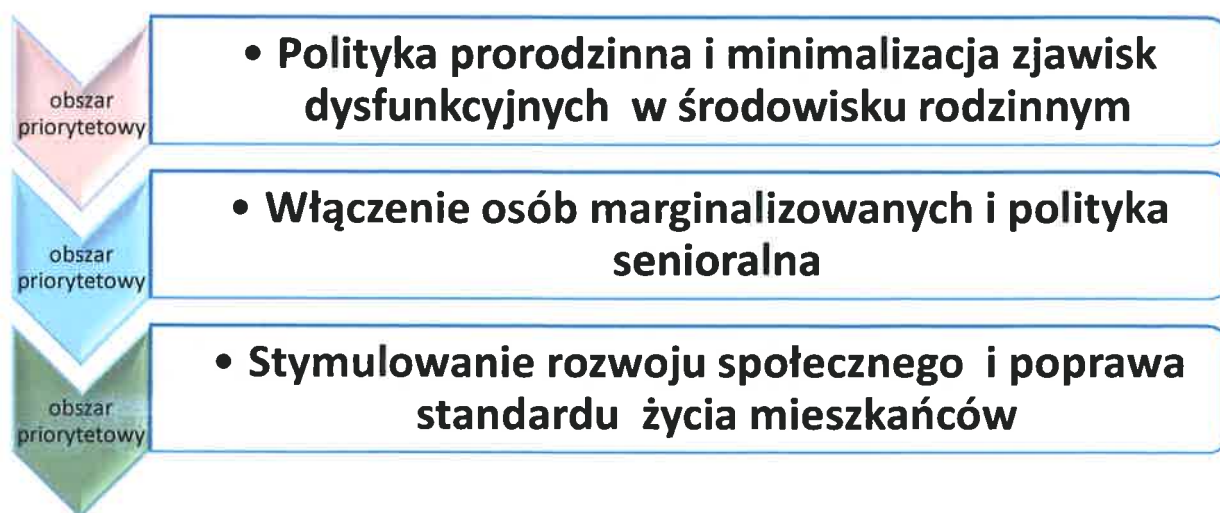 obszar
priorytetowy
• Polityka prorodzinna i minimalizacja zjawisk
dysfunkcyjnych w środowisku rodzinnym
obszar
priorytetowy
• Włączenie osób marginalizowanych i polityka
senioralna
obszar
priorytetowy
• Stymulowanie rozwoju społecznego i poprawa
standardu życia mieszkańców